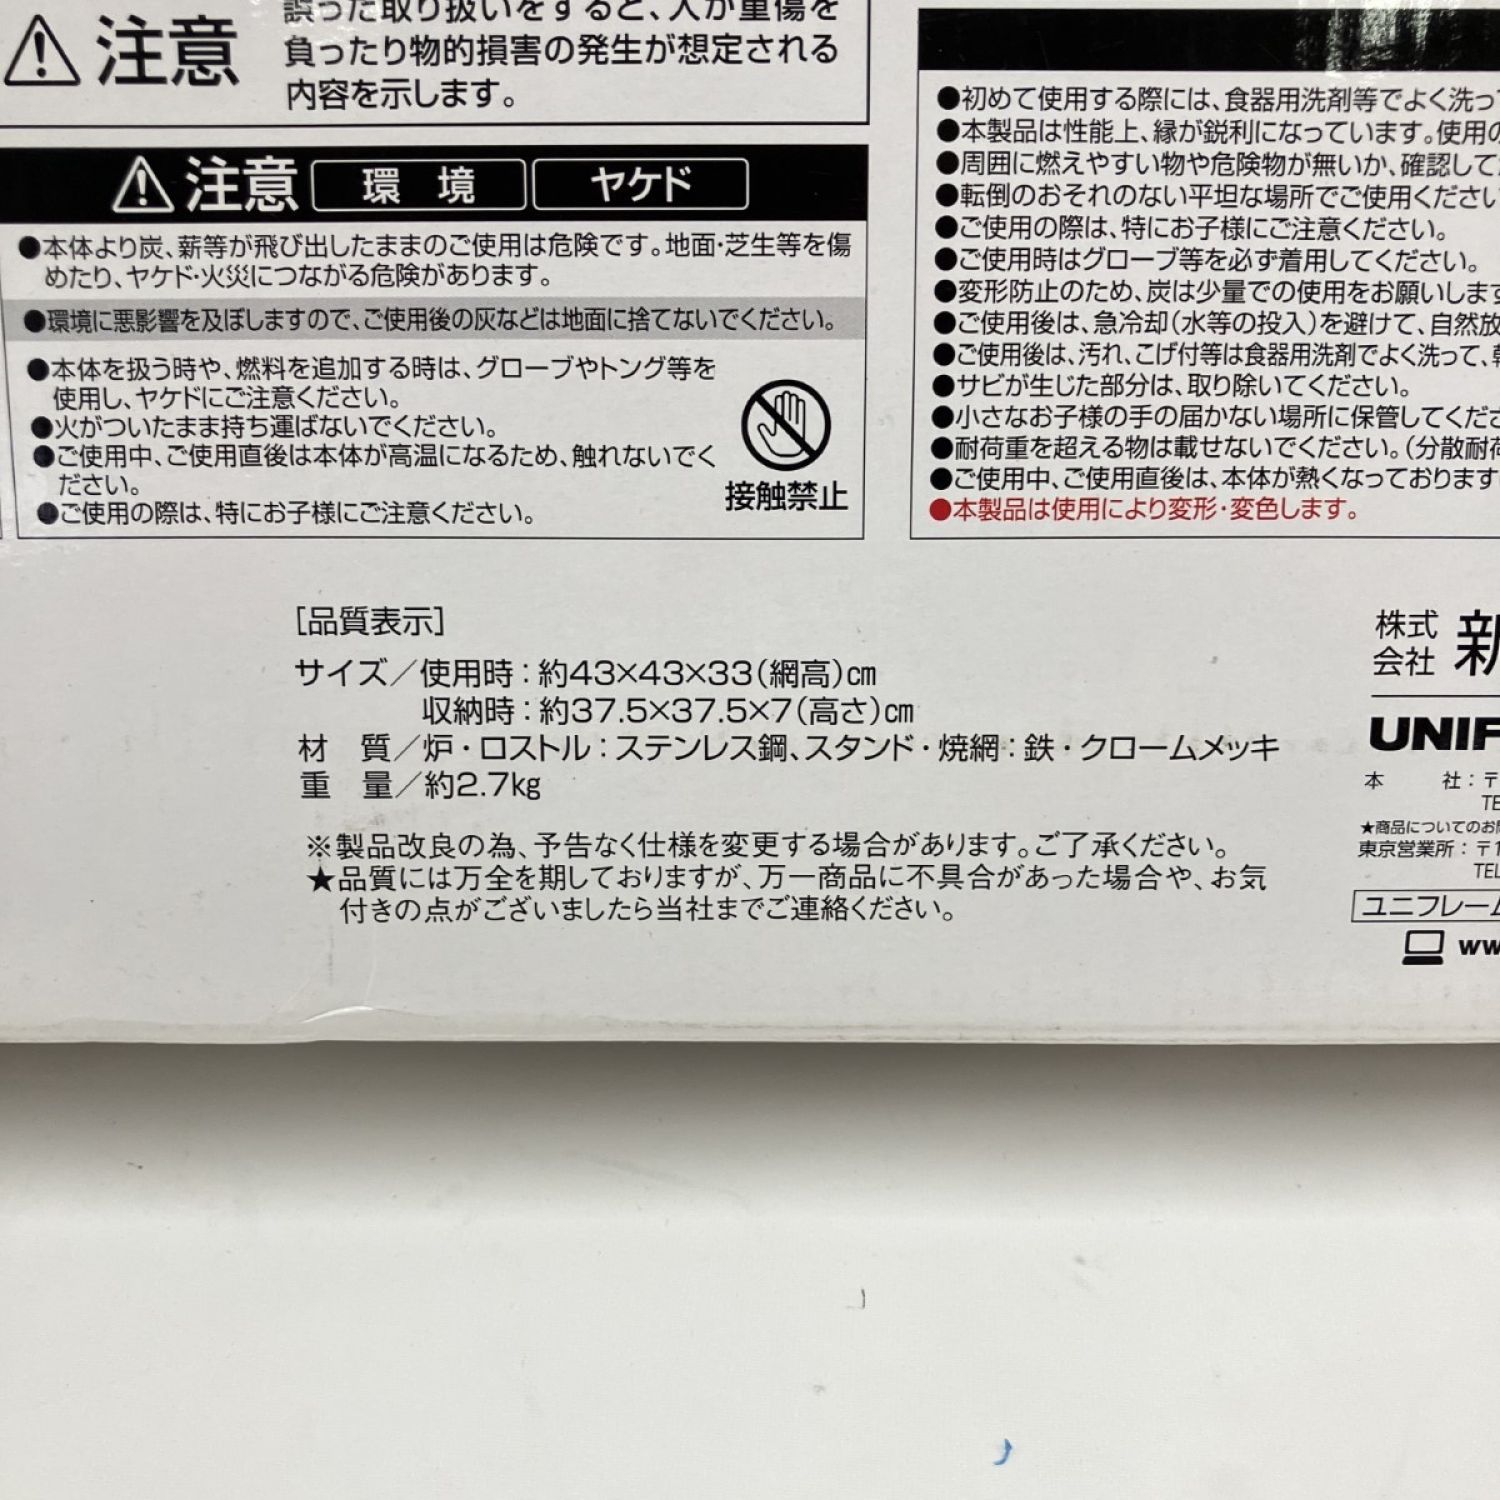 誤った取り扱いをすると、人が重傷を
注意
負ったり物的損害の発生が想定される
内容を示します。
注意 環 境 ヤケド
●本体より炭、薪等が飛び出したままのご使用は危険です。地面・芝生等を傷
めたり、ヤケド・火災につながる危険があります。
●環境に悪影響を及ぼしますので、ご使用後の灰などは地面に捨てないでください。
●本体を扱う時や、燃料を追加する時は、グローブやトング等を
使用し、ヤケドにご注意ください。
●火がついたまま持ち運ばないでください。
●ご使用中、ご使用直後は本体が高温になるため、触れないでく
ださい。
●ご使用の際は、特にお子様にご注意ください。
接触禁止
●初めて使用する際には、食器用洗剤等でよく洗っ
●本製品は性能上、縁が鋭利になっています。使用の
●周囲に燃えやすい物や危険物が無いか、確認して
●転倒のおそれのない平坦な場所でご使用ください
●ご使用の際は、特にお子様にご注意ください。
●ご使用時はグローブ等を必ず着用してください。
●変形防止のため、炭は少量での使用をお願いします
●ご使用後は、急冷却(水等の投入)を避けて、自然放
●ご使用後は、汚れ、こげ付等は食器用洗剤でよく洗って、
●サビが生じた部分は、取り除いてください。
●小さなお子様の手の届かない場所に保管してくださ
●耐荷重を超える物は載せないでください。(分散耐荷
●ご使用中、ご使用直後は、本体が熱くなっております
●本製品は使用により変形・変色します。
[品質表示]
サイズ／使用時：約43×43×33(網高)㎝
収納時：約37.5×37.5×7(高さ)㎝
材 質／炉・ロストル：ステンレス鋼、スタンド・焼網：鉄・クロームメッキ
重 量／約2.7kg
※製品改良の為、予告なく仕様を変更する場合があります。ご了承ください。
★品質には万全を期しておりますが、万一商品に不具合があった場合や、お気
付きの点がございましたら当社までご連絡ください。
株式
会社 新
UNIF
本 社：〒
TE
★商品についてのお問
東京営業所：〒1
TEL
ユニフレーム
ww